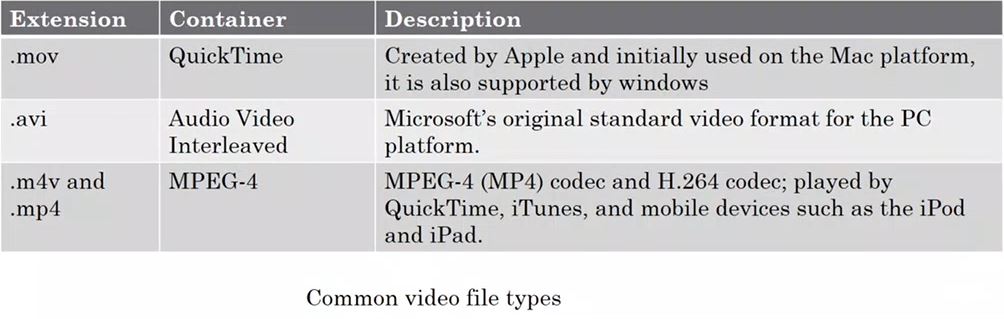 Extension Container Description
.mov QuickTime Created by Apple and initially used on the Mac platform,
it is also supported by windows
.avi Audio Video Microsoft's original standard video format for the PC
Interleaved platform.
.m4v and MPEG-4 MPEG-4 (MP4) codec and H.264 codec; played by
.mp4 QuickTime, iTunes, and mobile devices such as the iPod
and iPad.
Common video file types